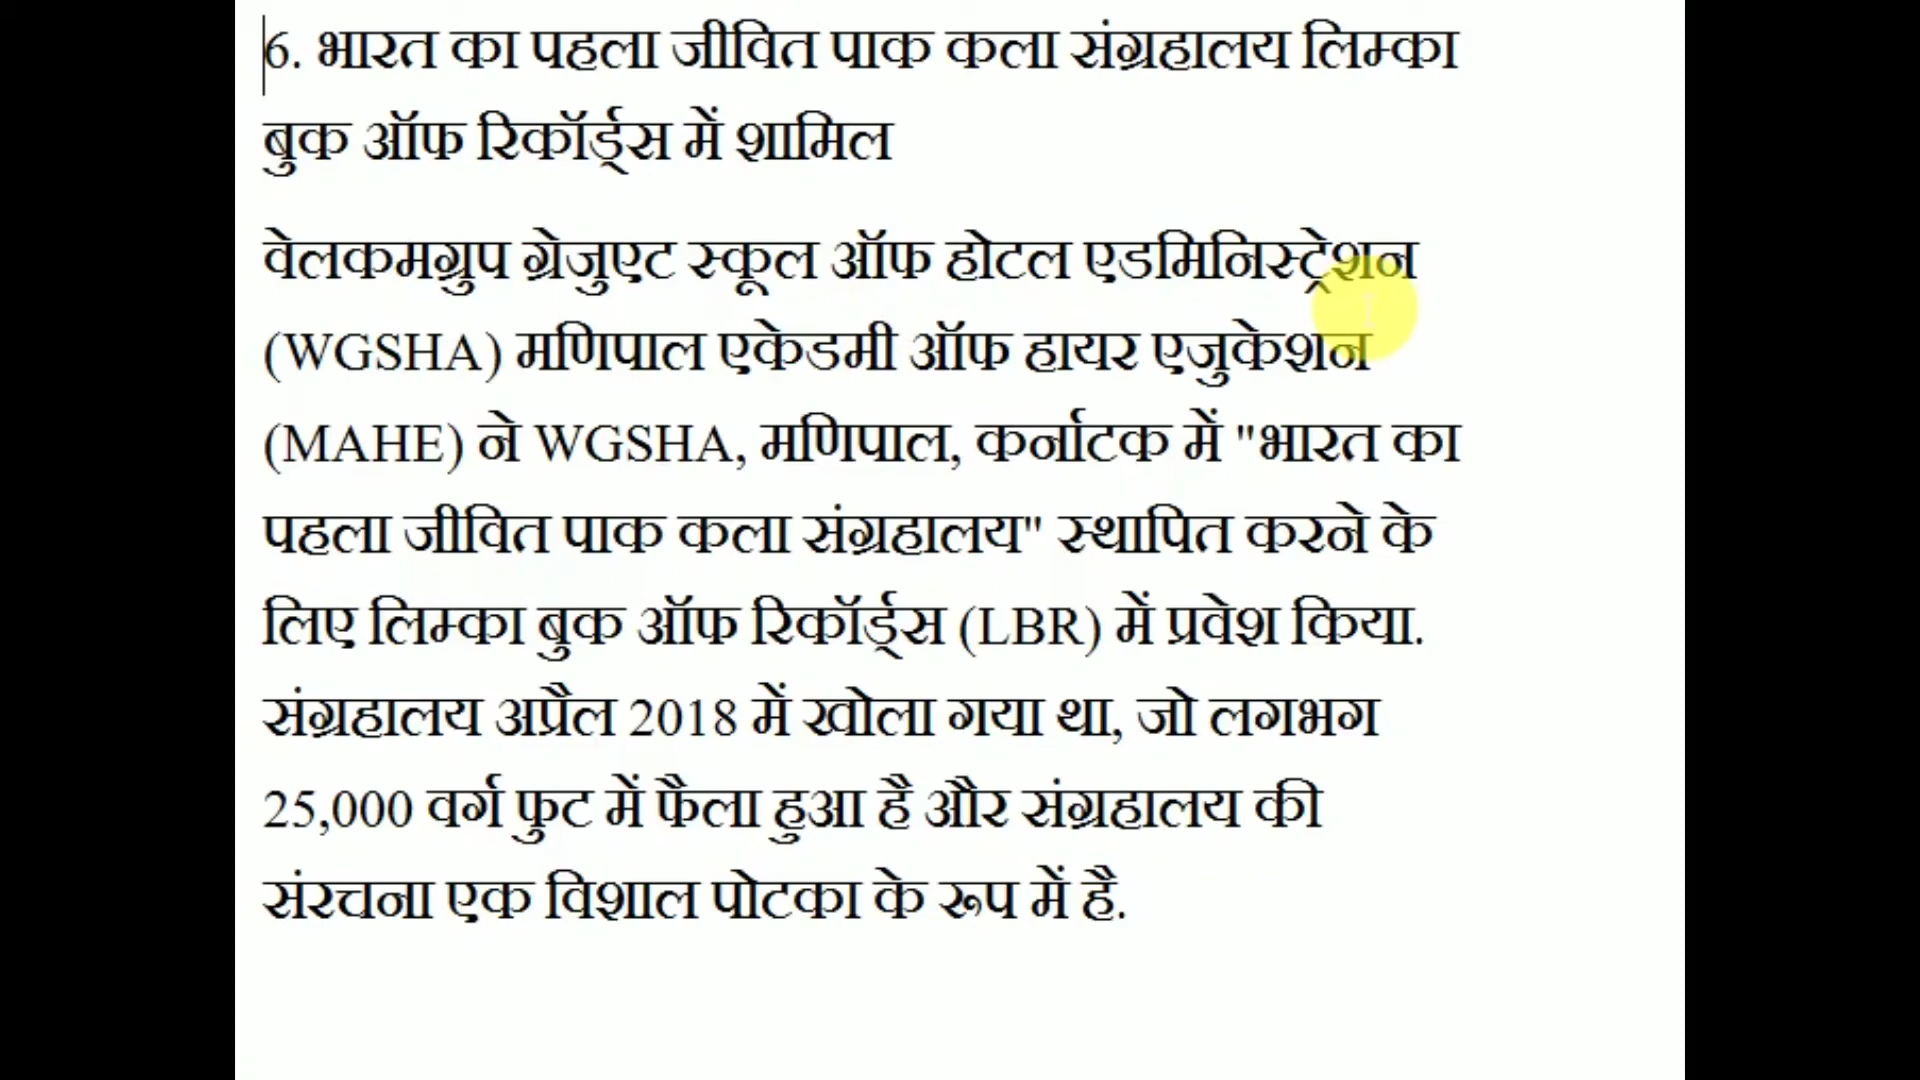 6. भारत का पहला जीवित पाक कला संग्रहालय लिम्का
बुक ऑफ रिकॉर्ड्स में शामिल
वेलकमग्रुप ग्रेजुएट स्कूल ऑफ होटल एडमिनिस्ट्रेशन
(WGSHA) मणिपाल एकेडमी ऑफ हायर एजुकेशन
(MAHE) ने WGSHA, मणिपाल, कर्नाटक में "भारत का
पहला जीवित पाक कला संग्रहालय" स्थापित करने के
लिए लिम्का बुक ऑफ रिकॉर्ड्स (LBR) में प्रवेश किया.
संग्रहालय अप्रैल 2018 में खोला गया था, जो लगभग
25,000 वर्ग फुट में फैला हुआ है और संग्रहालय की
संरचना एक विशाल पोटका के रूप में है.